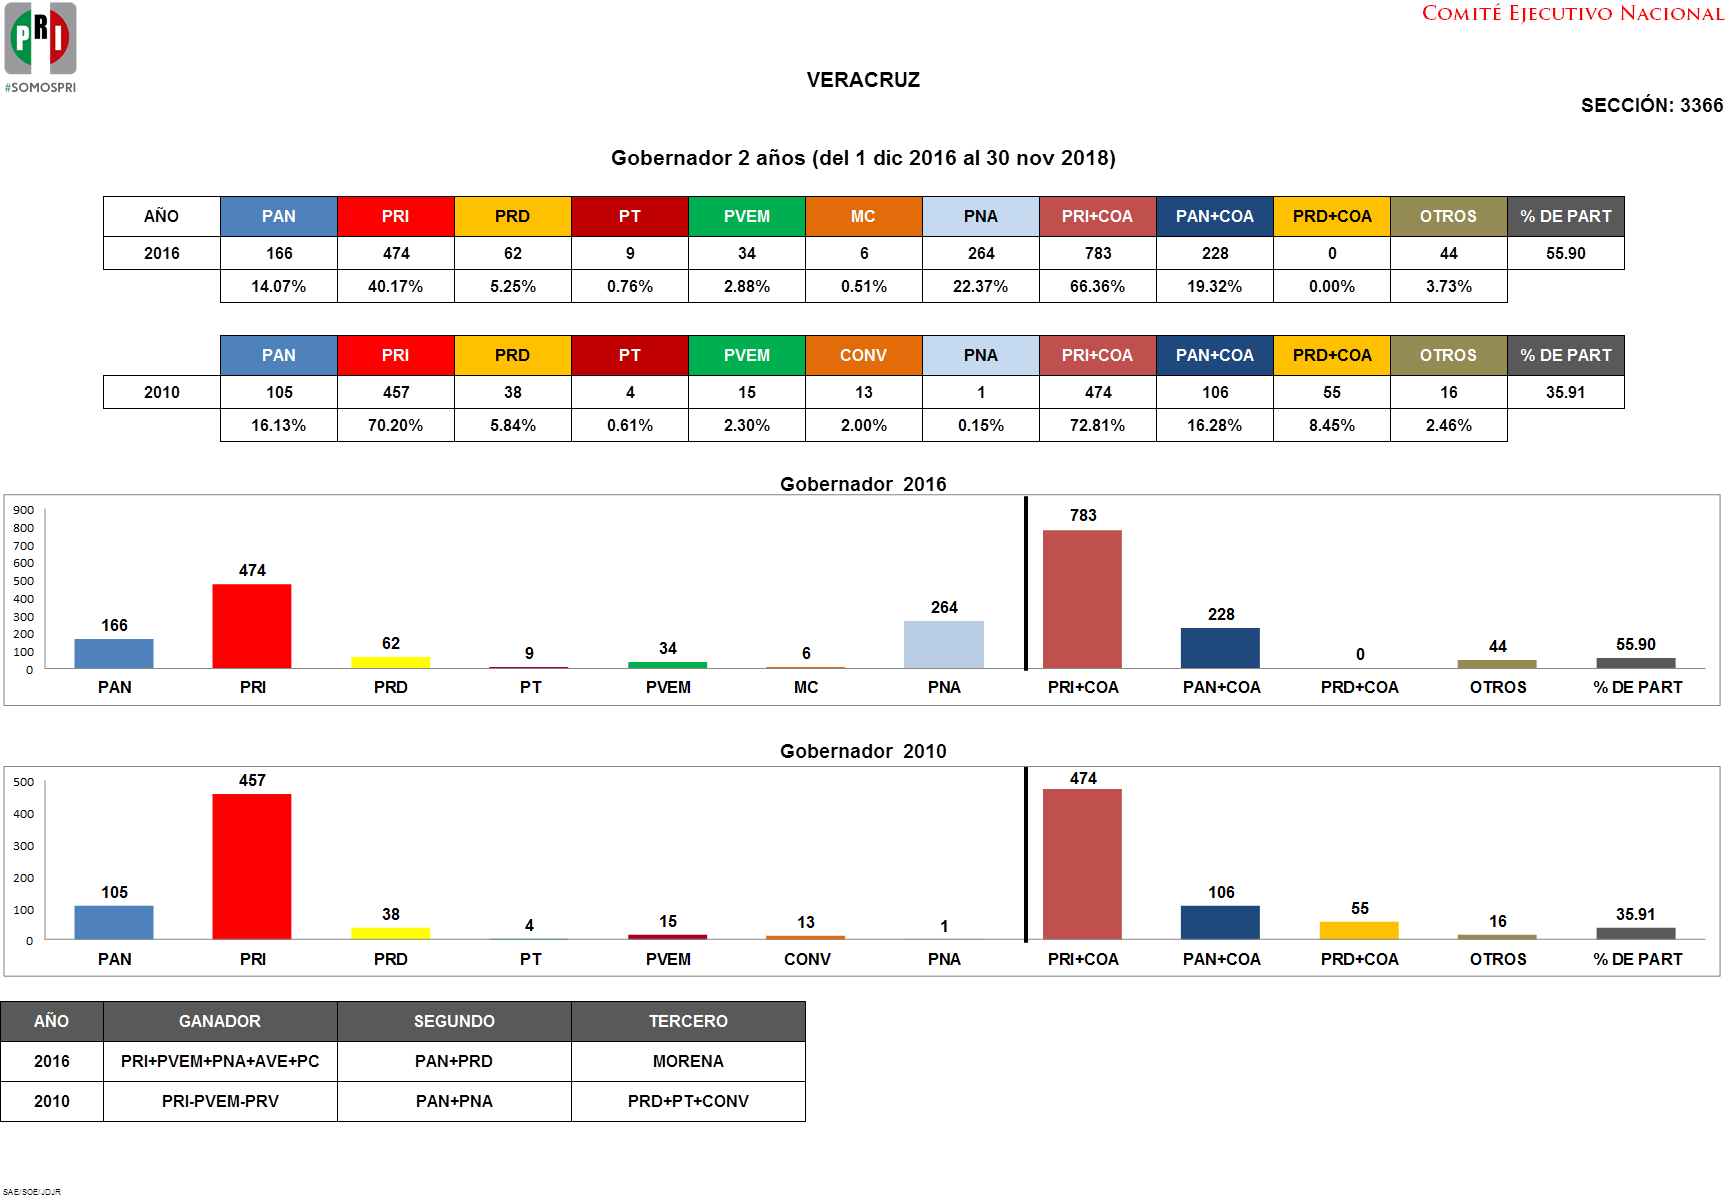 PRI
#SOMOSPRI
COMITÉ EJECUTIVO NACIONAL
VERACRUZ
SECCIÓN: 3366
Gobernador 2 años (del 1 dic 2016 al 30 nov 2018)
AÑO PAN PRI PRD PT PVEM MC PNA PRI+COA PAN+COA PRD+COA OTROS % DE PART
2016 166 474 62 9 34 6 264 783 228 0 44 55.90
14.07% 40.17% 5.25% 0.76% 2.88% 0.51% 22.37% 66.36% 19.32% 0.00% 3.73%
PAN PRI PRD PT PVEM CONV PNA PRI+COA PAN+COA PRD+COA OTROS % DE PART
2010 105 457 38 4 15 13 1 474 106 55 16 35.91
16.13% 70.20% 5.84% 0.61% 2.30% 2.00% 0.15% 72.81% 16.28% 8.45% 2.46%
Gobernador 2016
900
800
700
600
500
400
300
200
100
0
166 474 62 9 34 6 264 783 228 0 44 55.90
PAN PRI PRD PT PVEM MC PNA PRI+COA PAN+COA PRD+COA OTROS % DE PART
Gobernador 2010
500
400
300
200
100
0
105 457 38 4 15 13 1 474 106 55 16 35.91
PAN PRI PRD PT PVEM CONV PNA PRI+COA PAN+COA PRD+COA OTROS % DE PART
AÑO GANADOR SEGUNDO TERCERO
2016 PRI+PVEM+PNA+AVE+PC PAN+PRD MORENA
2010 PRI-PVEM-PRV PAN+PNA PRD+PT+CONV
SAE/SOE/JDJR